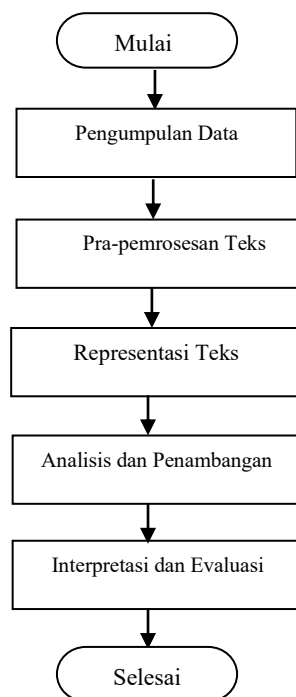 Mulai
Pengumpulan Data
Pra-pemrosesan Teks
Representasi Teks
Analisis dan Penambangan
Interpretasi dan Evaluasi
Selesai